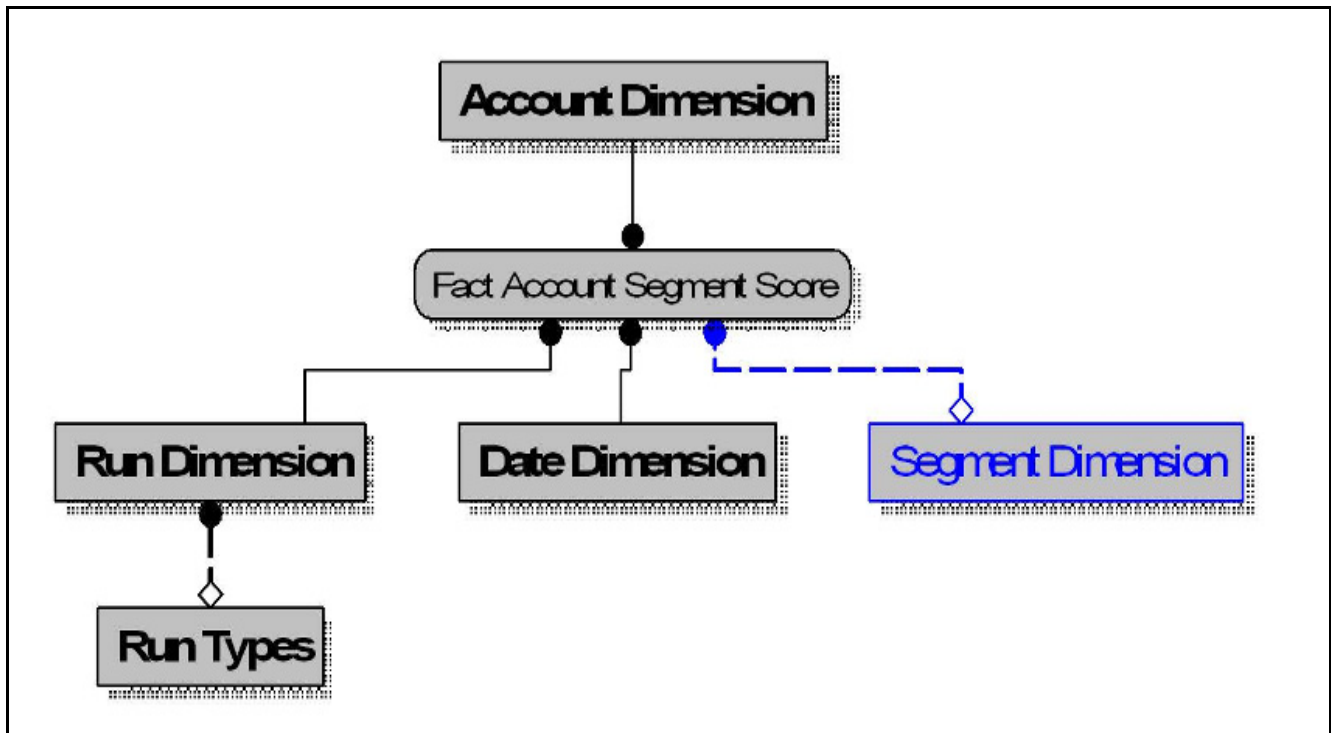 Account Dimension
Fact Account Segment Score
Run Dimension
Date Dimension
Segment Dimension
Run Types